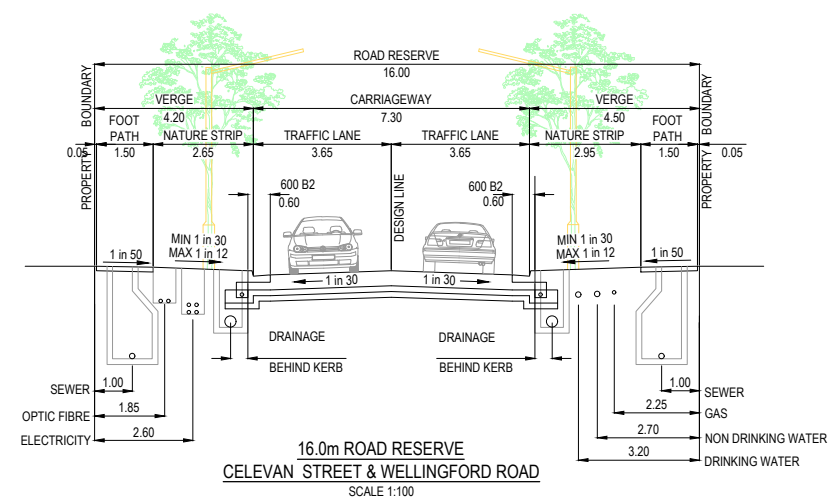 ROAD RESERVE
16.00
VERGE
4.20
CARRIAGEWAY
7.30
VERGE
4.50
PROPERTY BOUNDARY
0.05
FOOT
PATH
1.50
NATURE STRIP
2.65
TRAFFIC LANE
3.65
TRAFFIC LANE
3.65
NATURE STRIP
2.95
FOOT
PATH
1.50
0.05
PROPERTY BOUNDARY
DESIGN LINE
600 B2
0.60
600 B2
0.60
1 in 50
MIN 1 in 30
MAX 1 in 12
1 in 30
1 in 30
MIN 1 in 30
MAX 1 in 12
1 in 50
DRAINAGE
BEHIND KERB
DRAINAGE
BEHIND KERB
SEWER
1.00
OPTIC FIBRE
1.85
ELECTRICITY
2.60
1.00
SEWER
2.25
GAS
2.70
NON DRINKING WATER
3.20
DRINKING WATER
16.0m ROAD RESERVE
CELEVAN STREET & WELLINGFORD ROAD
SCALE 1:100